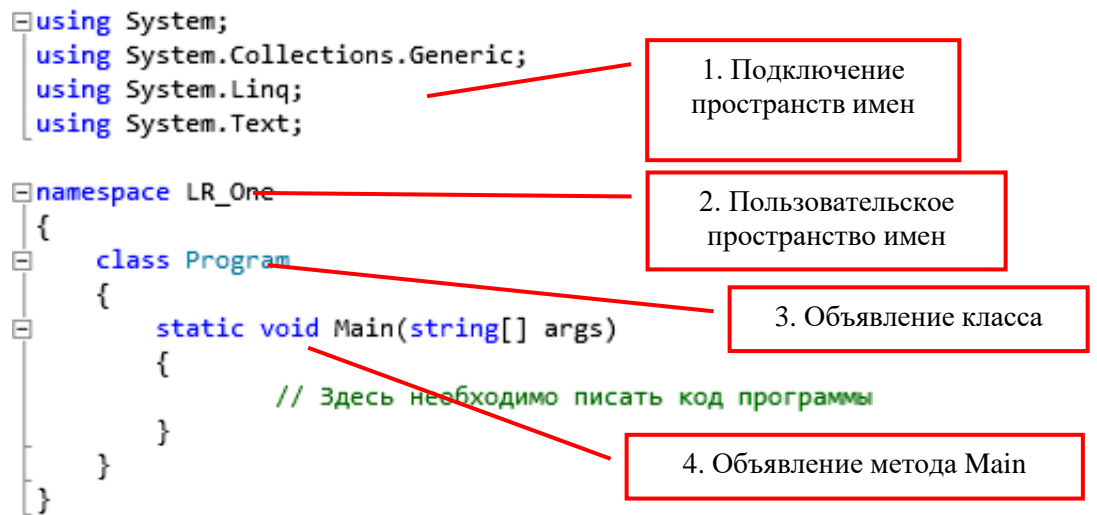 using System;
using System.Collections.Generic;
using System.Linq;
using System.Text;
1. Подключение
пространств имен
namespace LR_One
2. Пользовательское
пространство имен
{
class Program
{
3. Объявление класса
static void Main(string[] args)
{
// Здесь необходимо писать код программы
}
4. Объявление метода Main
}
}